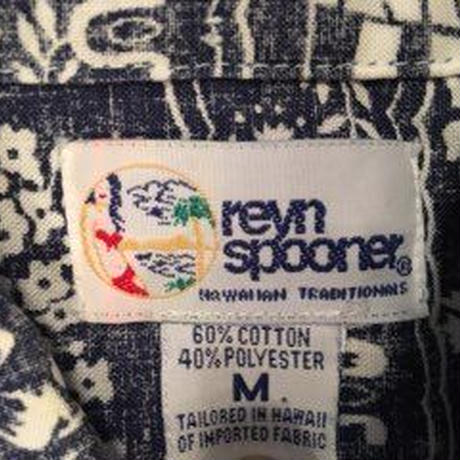 reyn
spooner®
HAWAIIAN TRADITIONALS
60% COTTON
40% POLYESTER
M.
TAILORED IN HAWAII
OF IMPORTED FABRIC